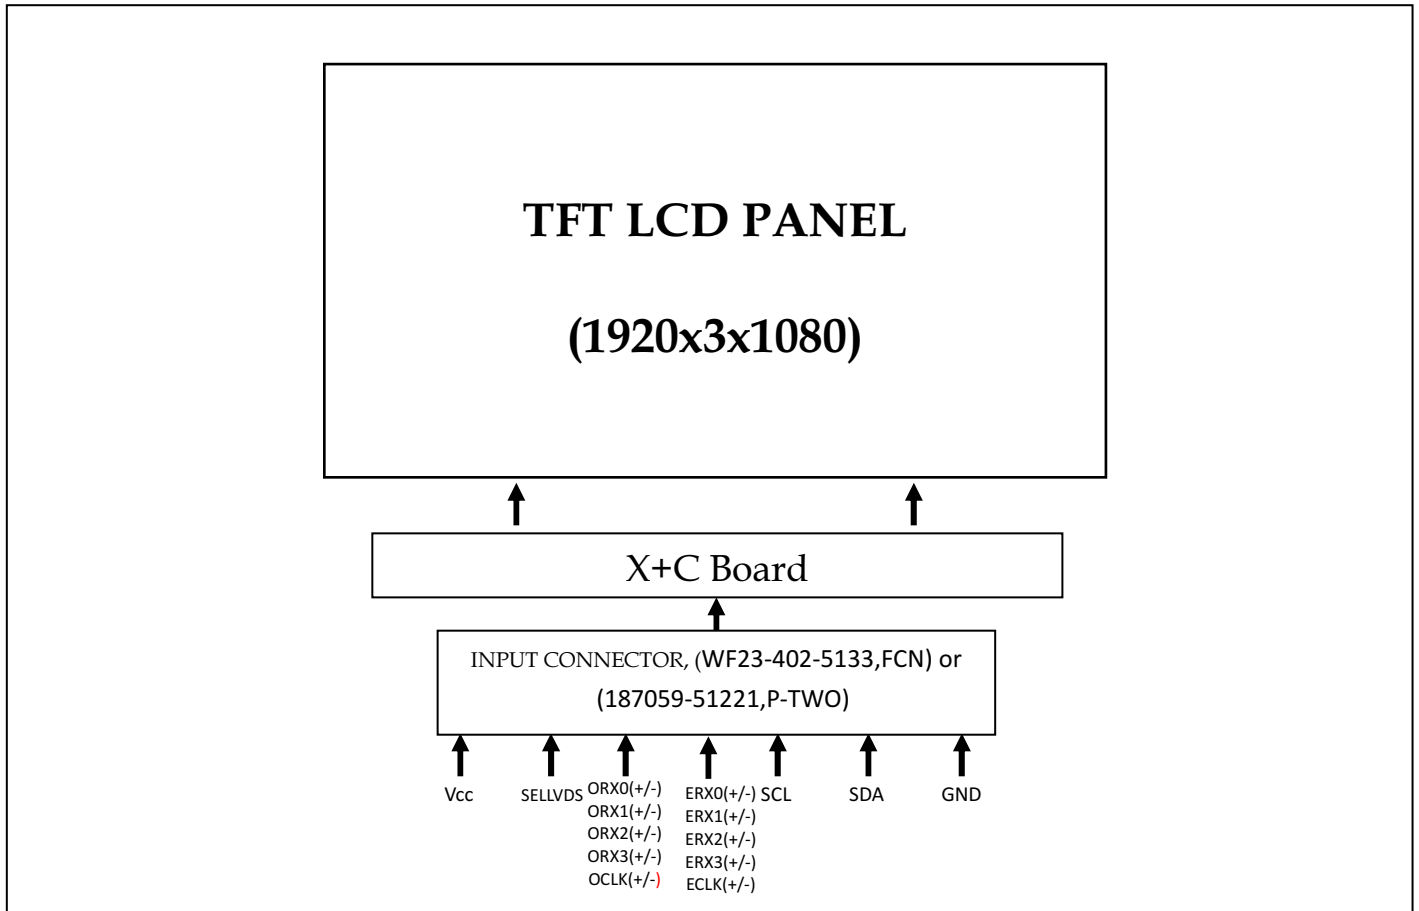 TFT LCD PANEL
(1920x3x1080)
X+C Board
INPUT CONNECTOR, (WF23-402-5133,FCN) or
(187059-51221,P-TWO)
Vcc
SELLVDS
ORX0(+/-)
ORX1(+/-)
ORX2(+/-)
ORX3(+/-)
OCLK(+/-)
ERX0(+/-)
ERX1(+/-)
ERX2(+/-)
ERX3(+/-)
ECLK(+/-)
SCL
SDA
GND